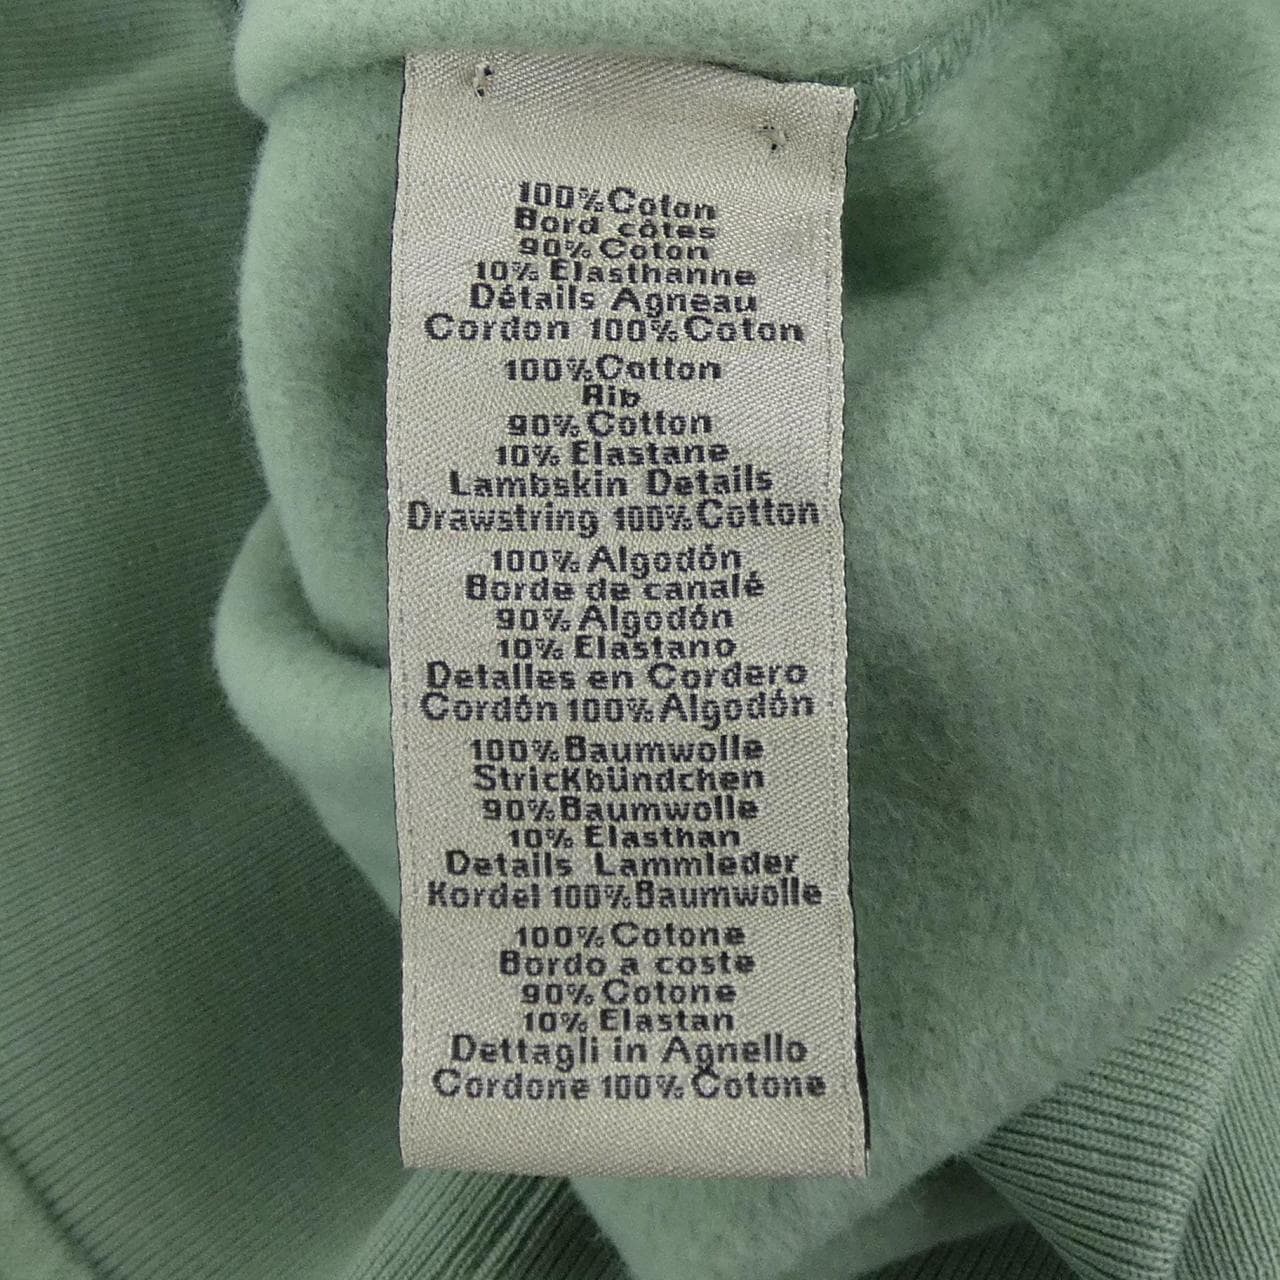 100% Coton
Bord côtes
90% Coton
10% Elasthanne
Détails Agneau
Cordon 100% Coton
100% Cotton
Rib
90% Cotton
10% Elastane
Lambskin Details
Drawstring 100% Cotton
100% Algodón
Borde de canalé
90% Algodón
10% Elastano
Detalles en Cordero
Cordón 100% Algodón
100% Baumwolle
StricKbündchen
90% Baumwolle
10% Elasthan
Details Lammleder
Kordel 100% Baumwolle
100% Cotone
Bordo a coste
90% Cotone
10% Elastan
Dettagli in Agnello
Cordone 100% Cotone